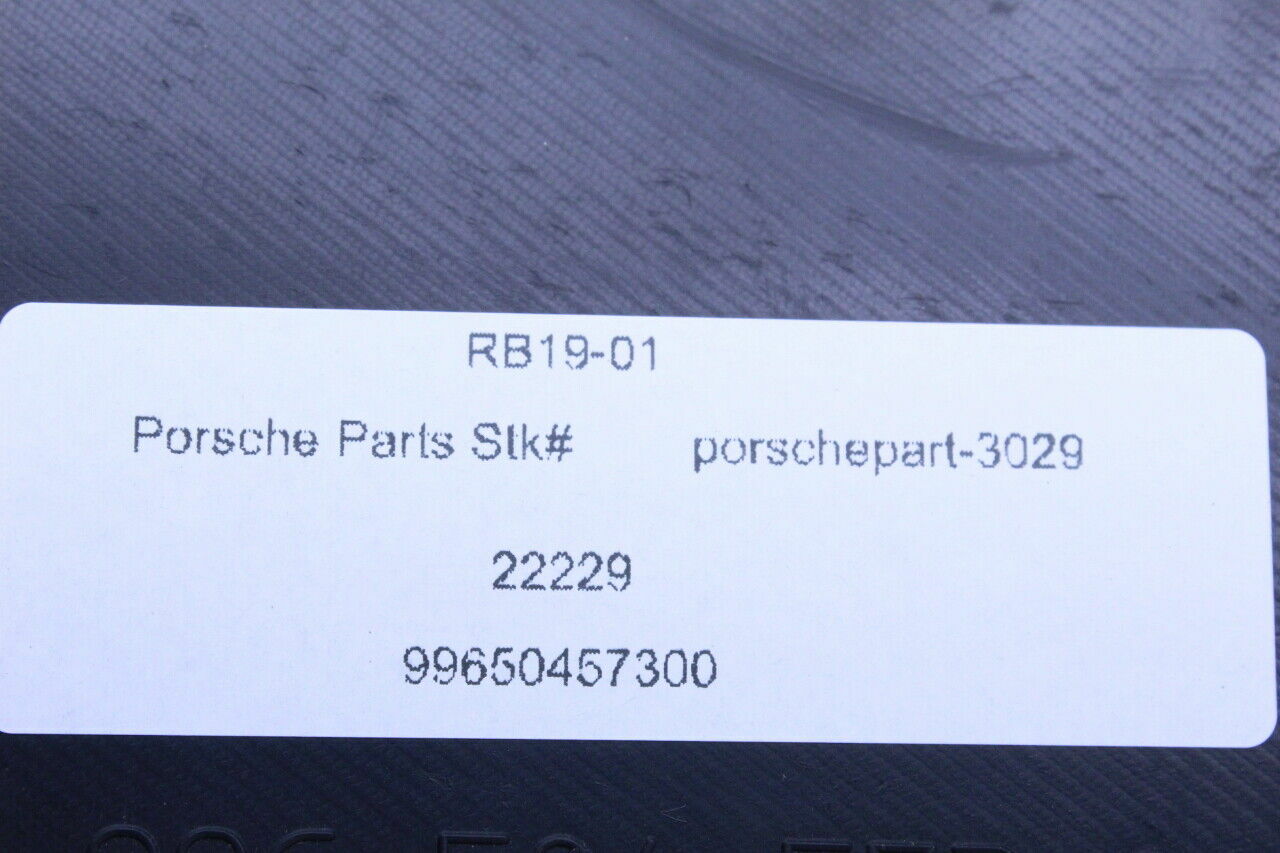 RB19-01
Porsche Parts Stk# porschepart-3029
22229
99650457300